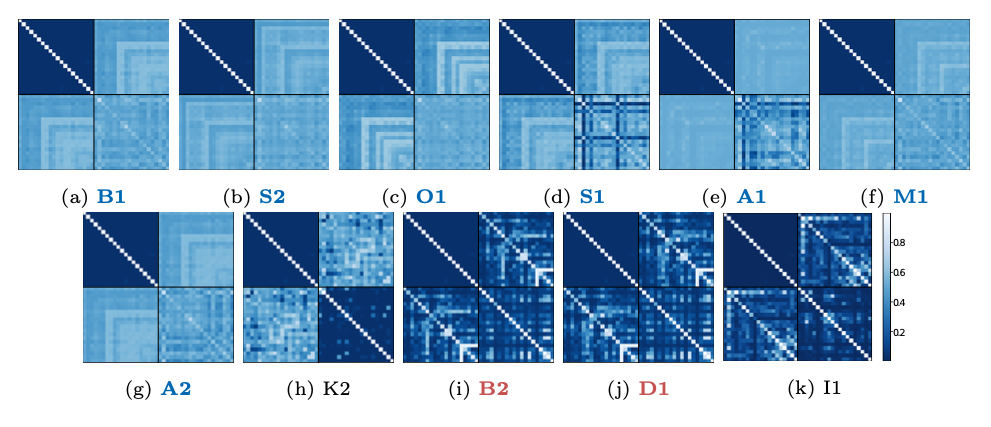 (a) B1 (b) S2 (c) O1 (d) S1 (e) A1 (f) M1
0.8
0.6
0.4
0.2
(g) A2 (h) K2 (i) B2 (j) D1 (k) I1